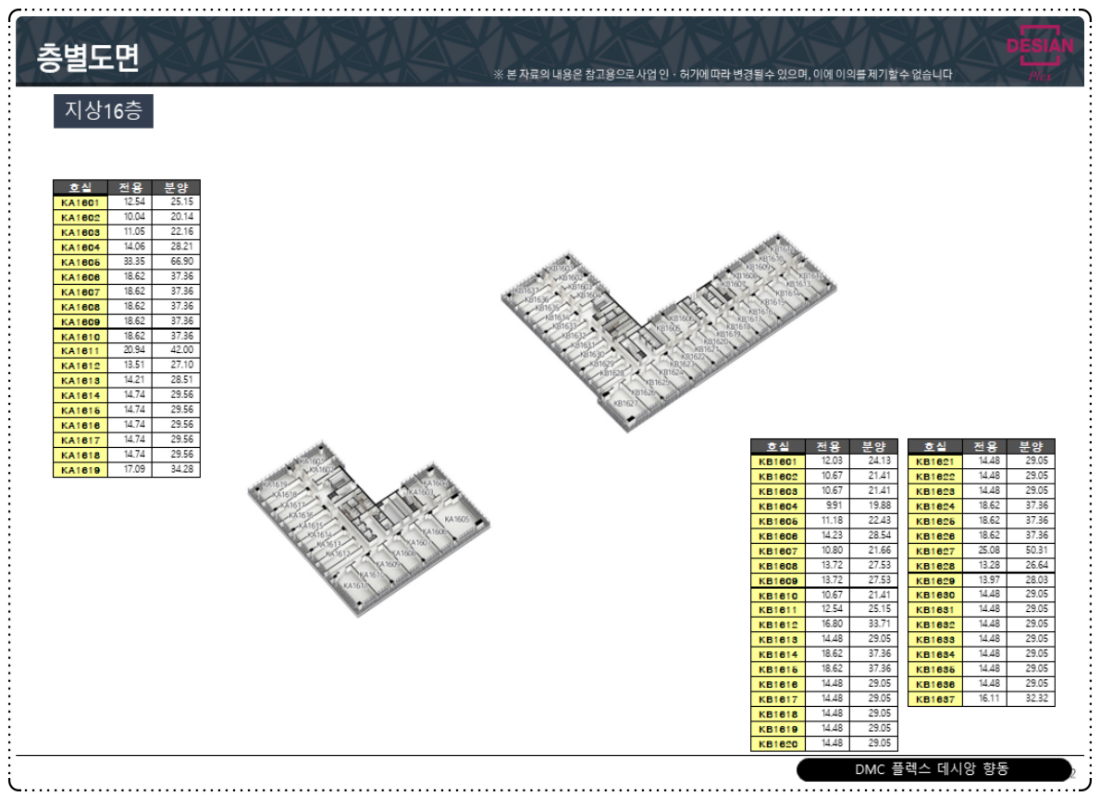 층별도면
※ 본 자료의 내용은 참고용으로 사업 인·허가에 따라 변경될 수 있으며, 이에 이의를 제기할 수 없습니다
DESIAN
Plex
지상16층
호실 전용 분양
KA1601 12.54 25.15
KA1602 10.04 20.14
KA1603 11.05 22.16
KA1604 14.06 28.21
KA1605 33.35 66.90
KA1606 18.62 37.36
KA1607 18.62 37.36
KA1608 18.62 37.36
KA1609 18.62 37.36
KA1610 18.62 37.36
KA1611 20.94 42.00
KA1612 13.51 27.10
KA1613 14.21 28.51
KA1614 14.74 29.56
KA1615 14.74 29.56
KA1616 14.74 29.56
KA1617 14.74 29.56
KA1618 14.74 29.56
KA1619 17.09 34.28
호실 전용 분양
KB1601 12.03 24.13
KB1602 10.67 21.41
KB1603 10.67 21.41
KB1604 9.91 19.88
KB1605 11.18 22.43
KB1606 14.23 28.54
KB1607 10.80 21.66
KB1608 13.72 27.53
KB1609 13.72 27.53
KB1610 10.67 21.41
KB1611 12.54 25.15
KB1612 16.80 33.71
KB1613 14.48 29.05
KB1614 18.62 37.36
KB1615 18.62 37.36
KB1616 14.48 29.05
KB1617 14.48 29.05
KB1618 14.48 29.05
KB1619 14.48 29.05
KB1620 14.48 29.05
호실 전용 분양
KB1621 14.48 29.05
KB1622 14.48 29.05
KB1623 14.48 29.05
KB1624 18.62 37.36
KB1625 18.62 37.36
KB1626 18.62 37.36
KB1627 25.08 50.31
KB1628 13.28 26.64
KB1629 13.97 28.03
KB1630 14.48 29.05
KB1631 14.48 29.05
KB1632 14.48 29.05
KB1633 14.48 29.05
KB1634 14.48 29.05
KB1635 14.48 29.05
KB1636 14.48 29.05
KB1637 16.11 32.32
DMC 플렉스 데시앙 향동